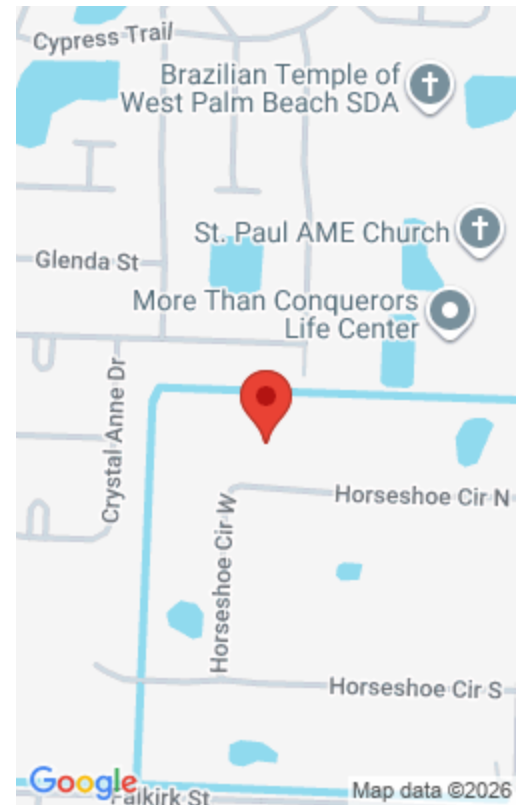 Cypress Trail
Brazilian Temple of
West Palm Beach SDA
St. Paul AME Church
Glenda St
More Than Conquerors
Life Center
Crystal Anne Dr
Horseshoe Cir N
Horseshoe Cir W
Horseshoe Cir S
Google
Falkirk St
Map data ©2026